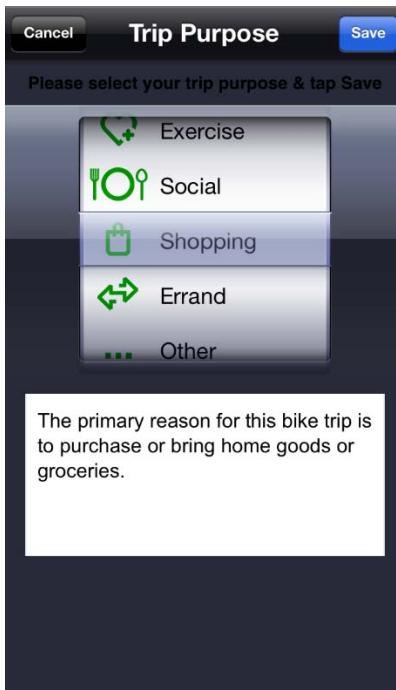 Cancel
Trip Purpose
Save
Please select your trip purpose & tap Save
Exercise
Social
Shopping
Errand
Other
The primary reason for this bike trip is
to purchase or bring home goods or
groceries.